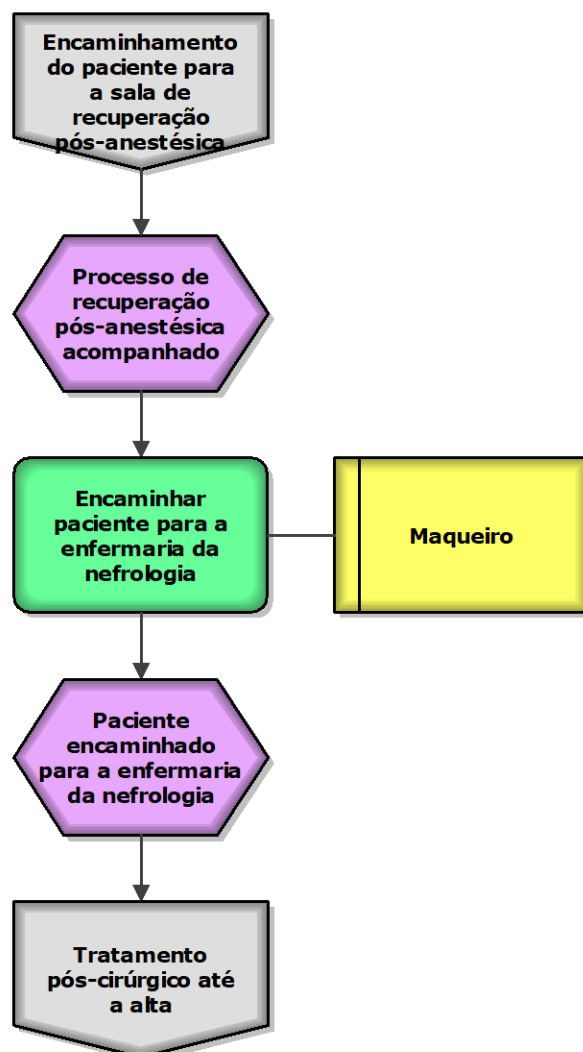 Encaminhamento
do paciente para
a sala de
recuperação
pós-anestésica
Processo de
recuperação
pós-anestésica
acompanhado
Encaminhar
paciente para a
enfermaria da
nefrologia
Maqueiro
Paciente
encaminhado
para a enfermaria
da nefrologia
Tratamento
pós-cirúrgico até
a alta